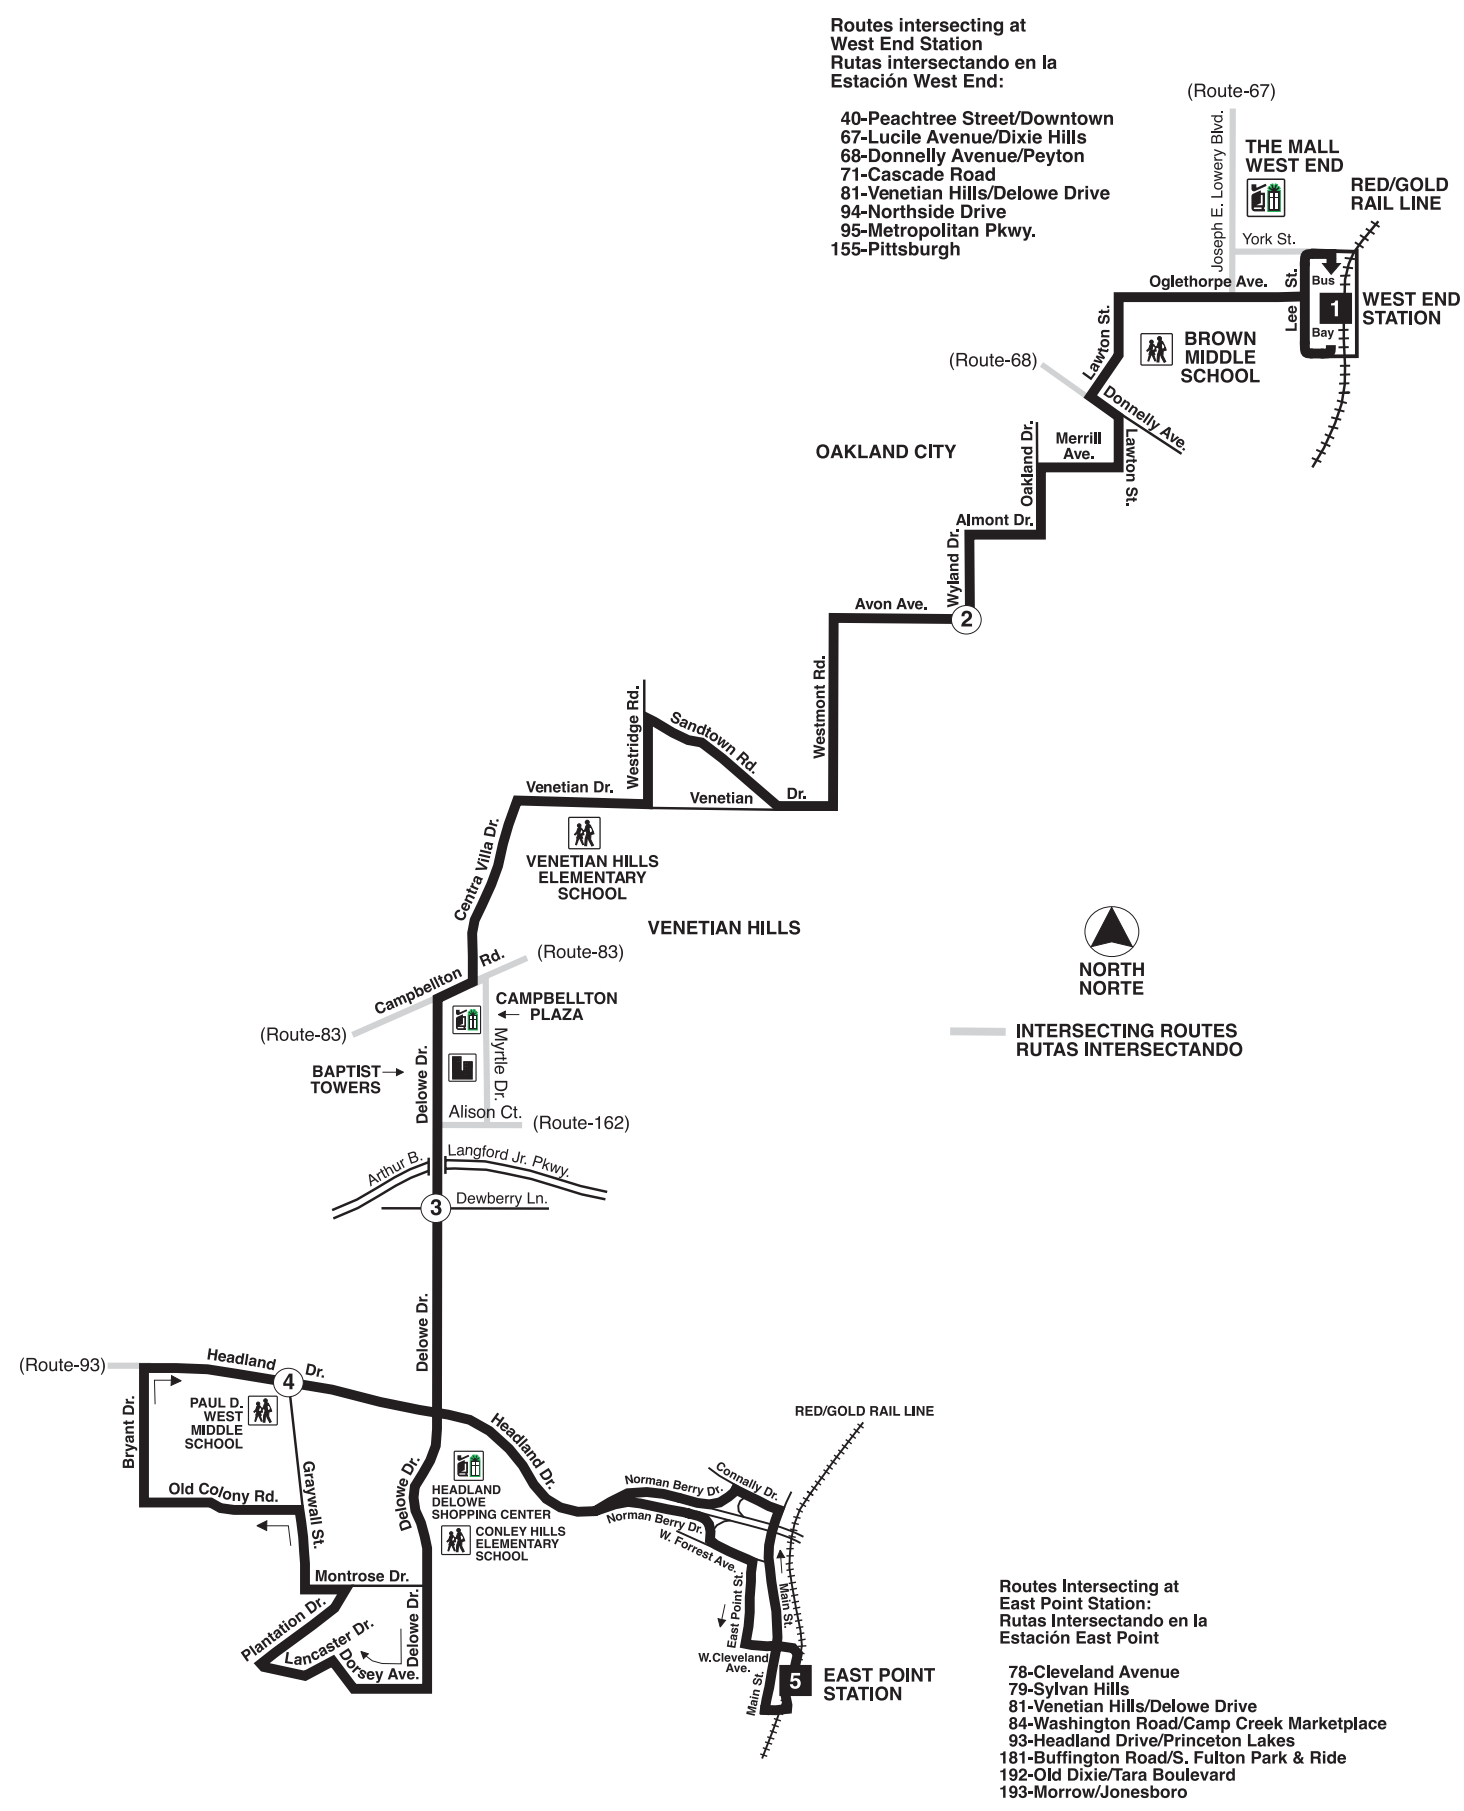 Routes intersecting at
West End Station
Rutas intersectando en la
Estación West End:
40-Peachtree Street/Downtown
67-Lucile Avenue/Dixie Hills
68-Donnelly Avenue/Peyton
71-Cascade Road
81-Venetian Hills/Delowe Drive
94-Northside Drive
95-Metropolitan Pkwy.
155-Pittsburgh
(Route-67)
Joseph E. Lowery Blvd.
THE MALL
WEST END
RED/GOLD
RAIL LINE
York St.
Oglethorpe Ave.
Lee St.
Bus
1
Bay
WEST END
STATION
Lawton St.
BROWN
MIDDLE
SCHOOL
(Route-68)
Donnelly Ave.
OAKLAND CITY
Oakland Dr.
Merrill
Ave.
Lawton St.
Almont Dr.
Wyland Dr.
Avon Ave.
2
Westmont Rd.
Westridge Rd.
Sandtown Rd.
Venetian Dr.
Venetian Dr.
Centra Villa Dr.
VENETIAN HILLS
ELEMENTARY
SCHOOL
VENETIAN HILLS
(Route-83)
Campbellton Rd.
CAMPBELLTON
PLAZA
(Route-83)
Myrtle Dr.
Delowe Dr.
BAPTIST
TOWERS
Alison Ct.
(Route-162)
NORTH
NORTE
INTERSECTING ROUTES
RUTAS INTERSECTANDO
Arthur B. Langford Jr. Pkwy.
3
Dewberry Ln.
Delowe Dr.
(Route-93)
Headland Dr.
4
Bryant Dr.
PAUL D.
WEST
MIDDLE
SCHOOL
Old Colony Rd.
Graywall St.
Delowe Dr.
Headland Dr.
HEADLAND
DELOWE
SHOPPING CENTER
CONLEY HILLS
ELEMENTARY
SCHOOL
RED/GOLD RAIL LINE
Connally Dr.
Norman Berry Dr.
Norman Berry Dr.
W. Forrest Ave.
Montrose Dr.
Plantation Dr.
Lancaster Dr.
Dorsey Ave.
Delowe Dr.
East Point St.
Main St.
W.Cleveland
Ave.
Main St.
5
EAST POINT
STATION
Routes Intersecting at
East Point Station:
Rutas Intersectando en la
Estación East Point
78-Cleveland Avenue
79-Sylvan Hills
81-Venetian Hills/Delowe Drive
84-Washington Road/Camp Creek Marketplace
93-Headland Drive/Princeton Lakes
181-Buffington Road/S. Fulton Park & Ride
192-Old Dixie/Tara Boulevard
193-Morrow/Jonesboro